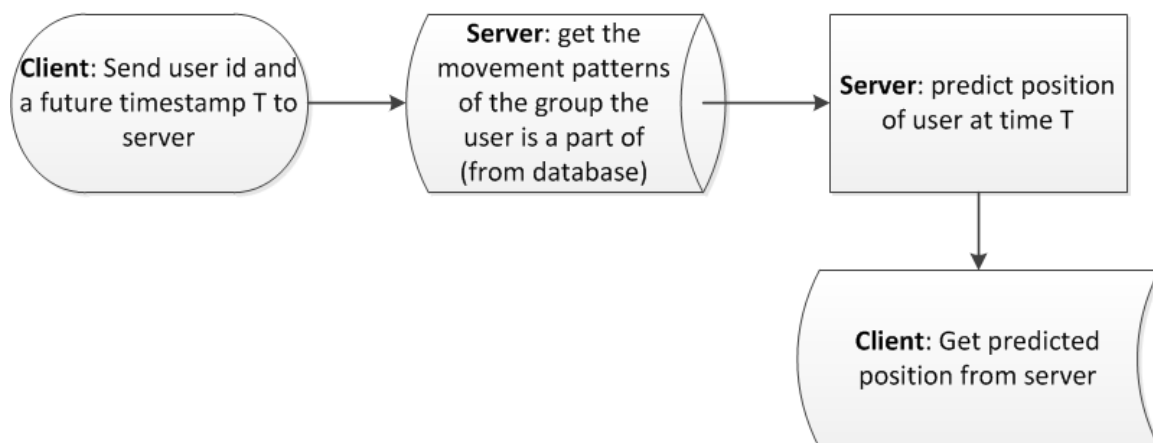 Client: Send user id and
a future timestamp T to
server
Server: get the
movement patterns
of the group the
user is a part of
(from database)
Server: predict position
of user at time T
Client: Get predicted
position from server